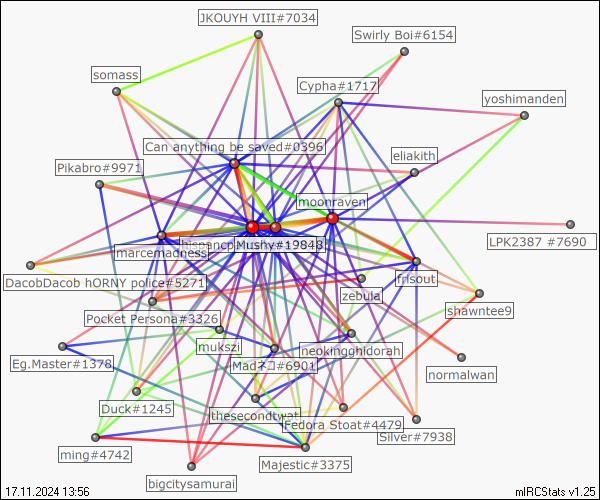 JKOUYH VIII#7034
Swirly Boi#6154
somass
Cypha#1717
yoshimanden
Can anything be saved#0396
eliakith
Pikabro#9971
moonraven
LPK2387 #7690
hispancp
Mushy#19848
marcemadness
DacobDacob hORNY police#5271
frisout
zebula
shawntee9
Pocket Persona#3326
mukszi
neokingghidorah
Eg.Master#1378
Madネコ#6901
normalwan
Duck#1245
thesecondtwat
Fedora Stoat#4479
Silver#7938
ming#4742
Majestic#3375
bigcitysamurai
17.11.2024 13:56
mIRCStats v1.25